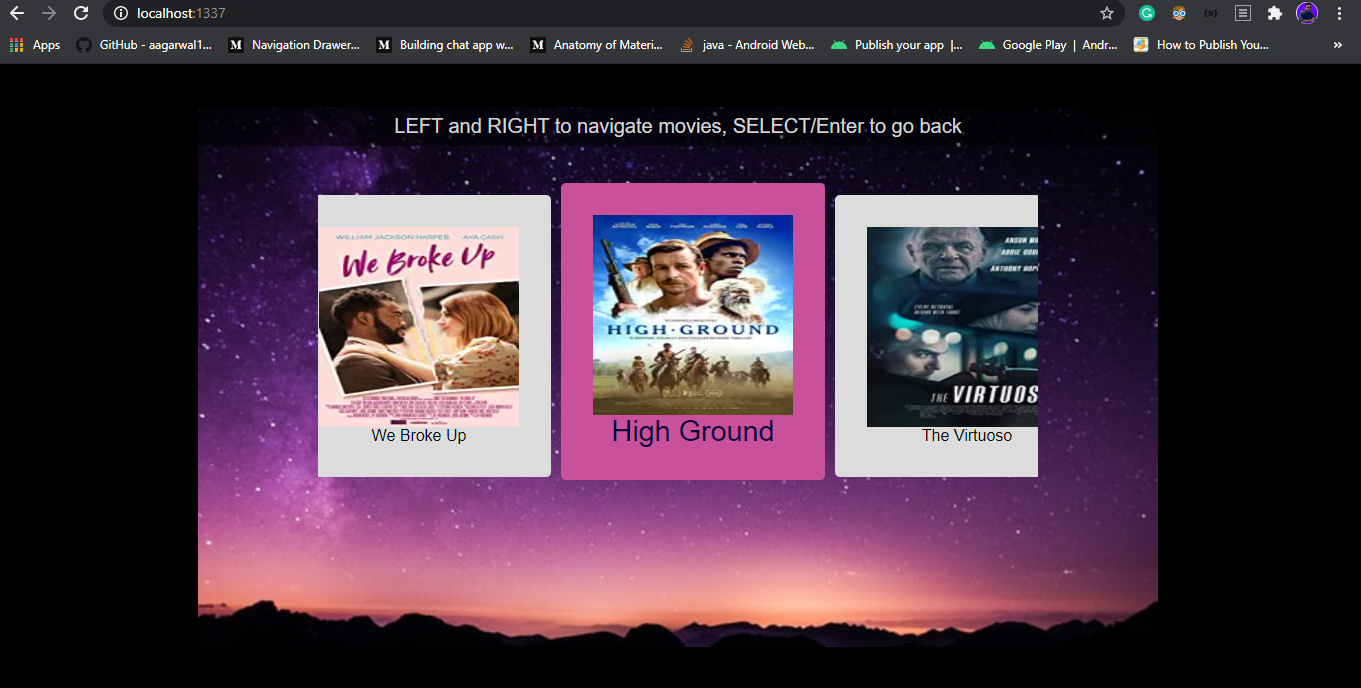 localhost:1337
Apps GitHub - aagarwal1... Navigation Drawer... Building chat app w... Anatomy of Materi... java - Android Web... Publish your app |... Google Play | Andr... How to Publish You... »
LEFT and RIGHT to navigate movies, SELECT/Enter to go back
WILLIAM JACKSON HARPER AYA CASH
We Broke Up
We Broke Up
HIGH·GROUND
High Ground
ANSON
ABBIE
ANTHONY
THE VIRTUOS
The Virtuoso